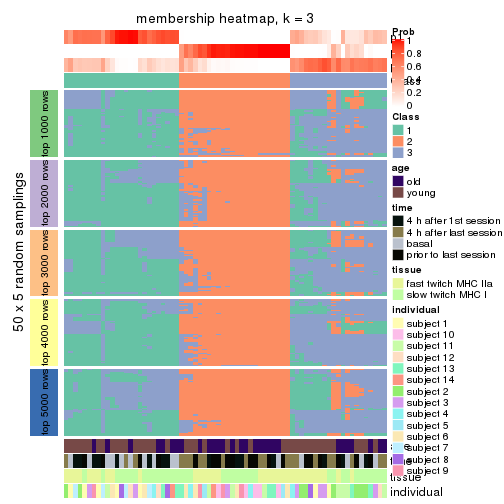 membership heatmap, k = 3
50 x 5 random samplings
top 1000 rows
top 2000 rows
top 3000 rows
top 4000 rows
top 5000 rows
Prob
1
0.8
0.6
0.4
0.2
0
Class
1
2
3
age
old
young
time
4 h after 1st session
4 h after last session
basal
prior to last session
tissue
fast twitch MHC IIa
slow twitch MHC I
individual
subject 1
subject 10
subject 11
subject 12
subject 13
subject 14
subject 2
subject 3
subject 4
subject 5
subject 6
subject 7
subject 8
subject 9
tissue
individual